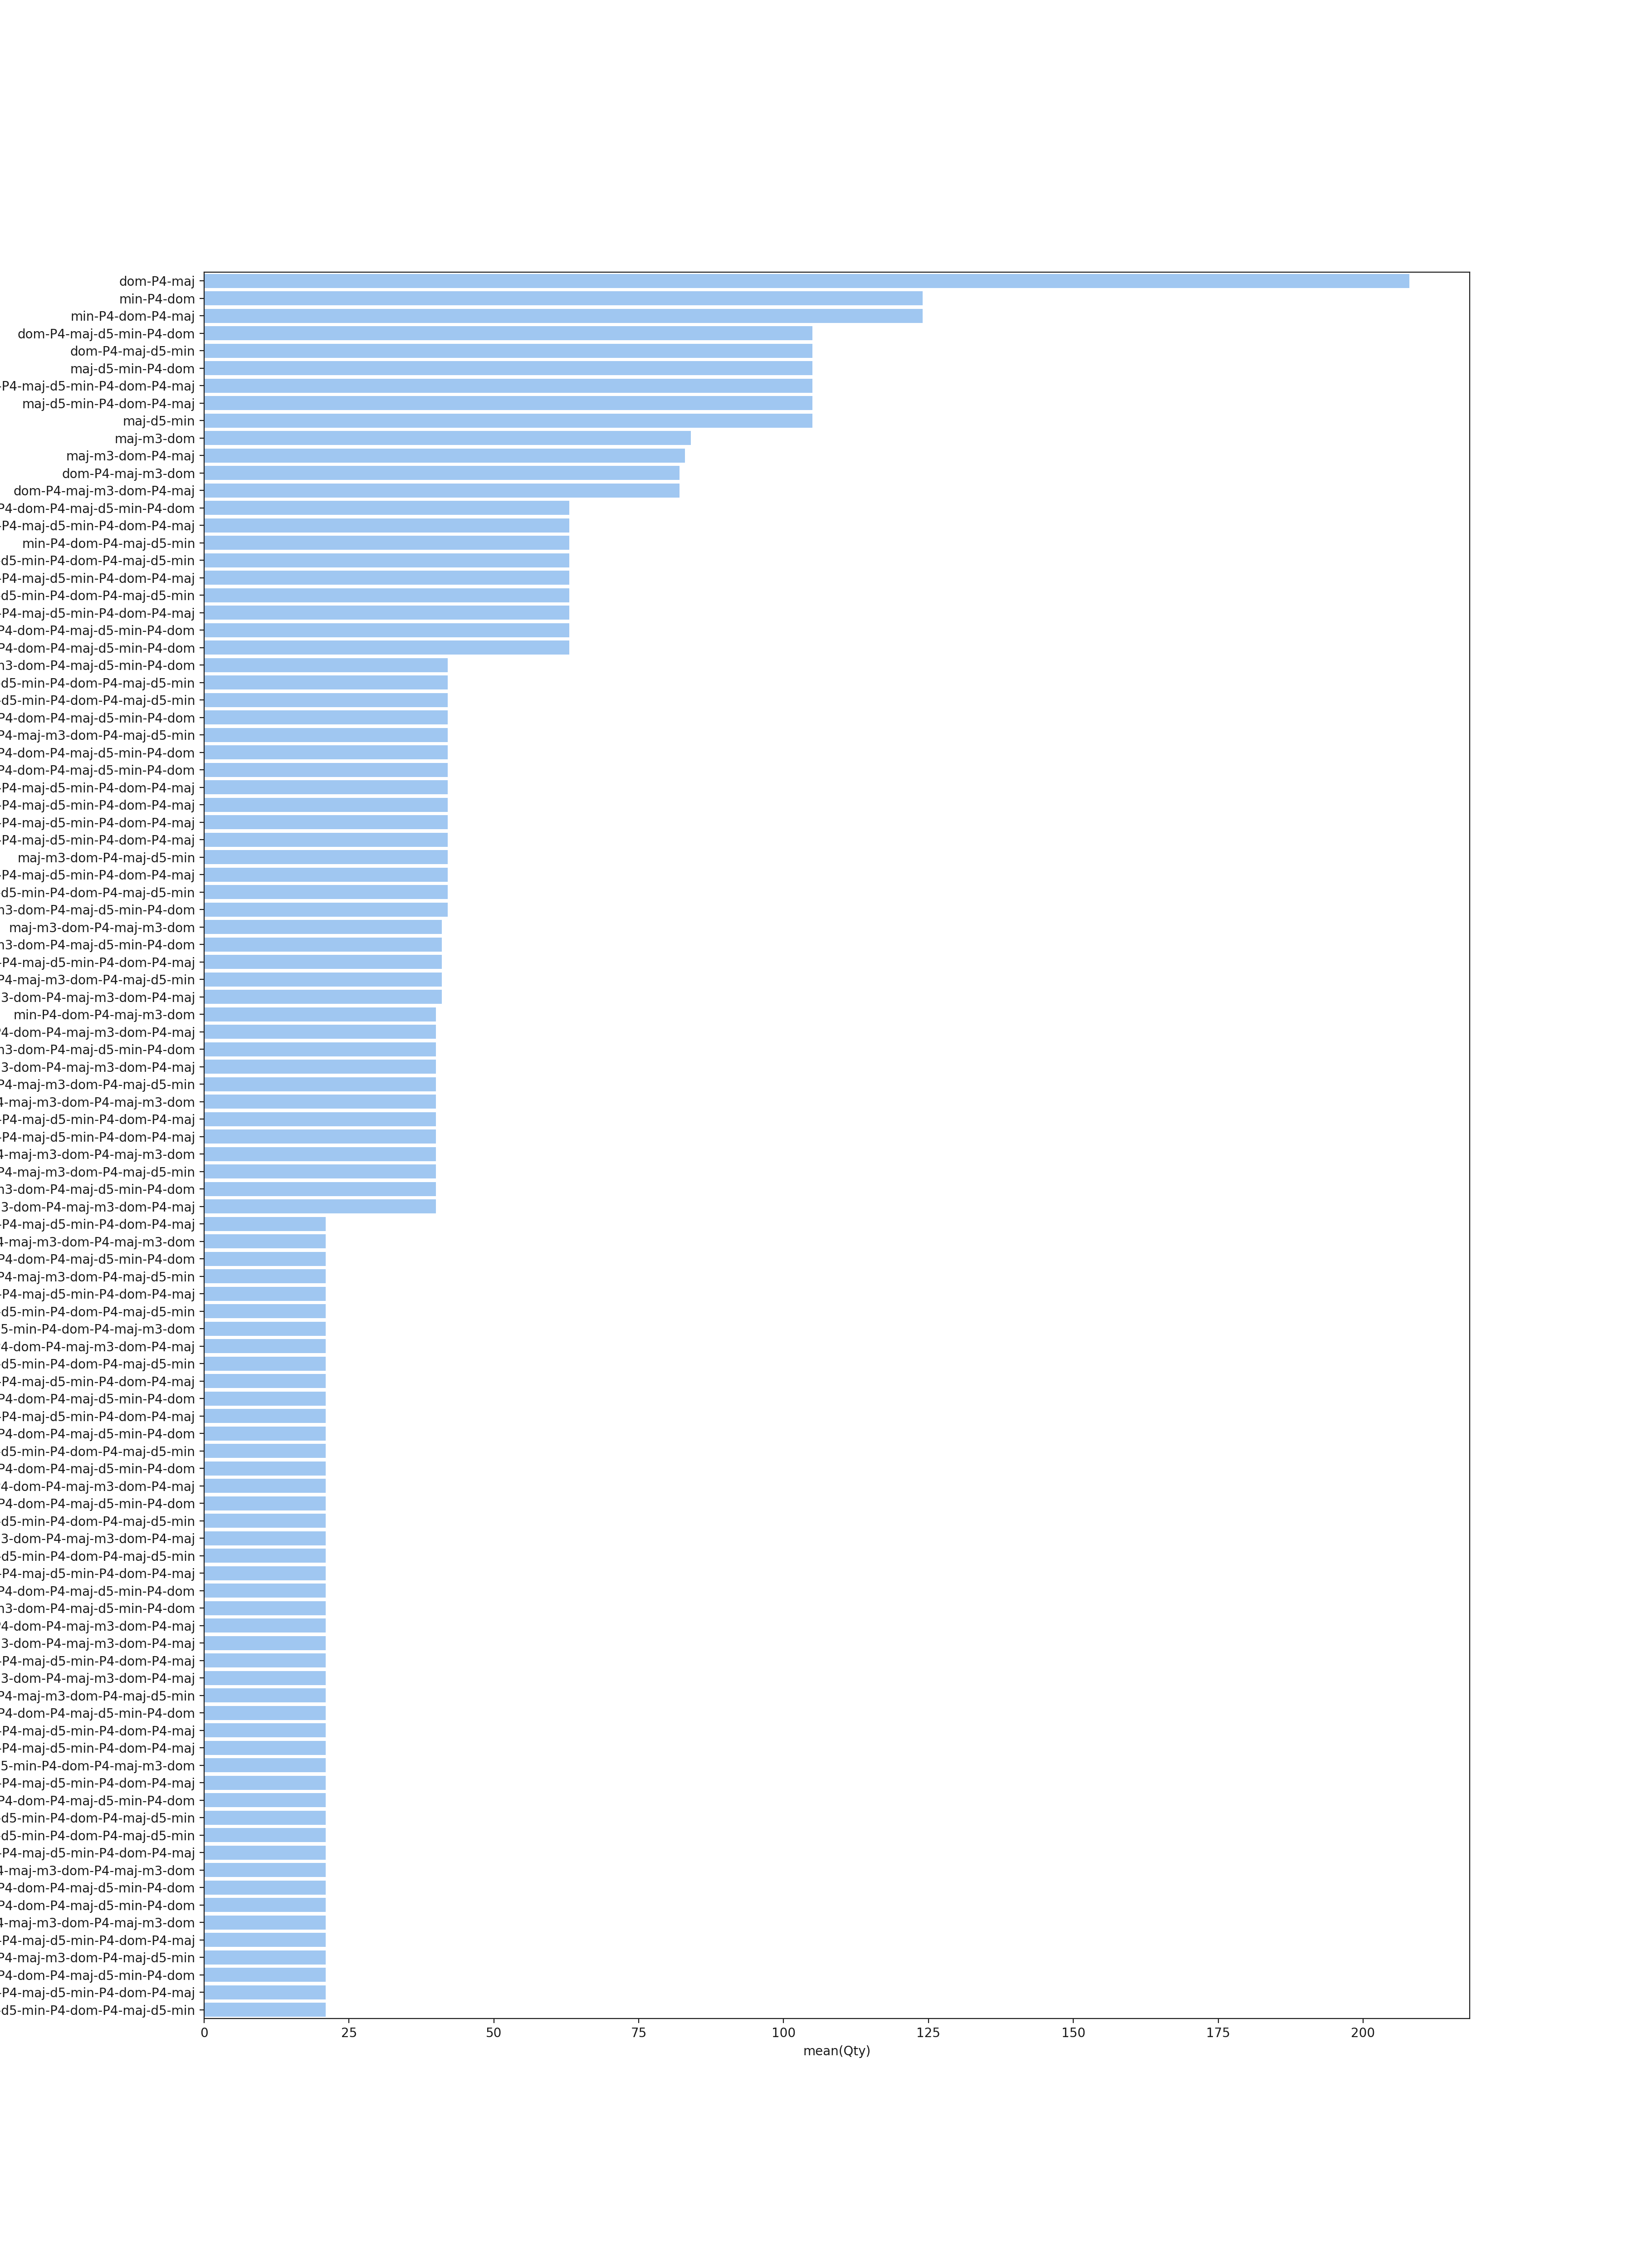 dom-P4-maj
min-P4-dom
min-P4-dom-P4-maj
dom-P4-maj-d5-min-P4-dom
dom-P4-maj-d5-min
maj-d5-min-P4-dom
-P4-maj-d5-min-P4-dom-P4-maj
maj-d5-min-P4-dom-P4-maj
maj-d5-min
maj-m3-dom
maj-m3-dom-P4-maj
dom-P4-maj-m3-dom
dom-P4-maj-m3-dom-P4-maj
P4-dom-P4-maj-d5-min-P4-dom
-P4-maj-d5-min-P4-dom-P4-maj
min-P4-dom-P4-maj-d5-min
-d5-min-P4-dom-P4-maj-d5-min
-P4-maj-d5-min-P4-dom-P4-maj
-d5-min-P4-dom-P4-maj-d5-min
-P4-maj-d5-min-P4-dom-P4-maj
P4-dom-P4-maj-d5-min-P4-dom
P4-dom-P4-maj-d5-min-P4-dom
m3-dom-P4-maj-d5-min-P4-dom
-d5-min-P4-dom-P4-maj-d5-min
-d5-min-P4-dom-P4-maj-d5-min
P4-dom-P4-maj-d5-min-P4-dom
P4-maj-m3-dom-P4-maj-d5-min
P4-dom-P4-maj-d5-min-P4-dom
P4-dom-P4-maj-d5-min-P4-dom
-P4-maj-d5-min-P4-dom-P4-maj
-P4-maj-d5-min-P4-dom-P4-maj
-P4-maj-d5-min-P4-dom-P4-maj
-P4-maj-d5-min-P4-dom-P4-maj
maj-m3-dom-P4-maj-d5-min
-P4-maj-d5-min-P4-dom-P4-maj
-d5-min-P4-dom-P4-maj-d5-min
m3-dom-P4-maj-d5-min-P4-dom
maj-m3-dom-P4-maj-m3-dom
m3-dom-P4-maj-d5-min-P4-dom
-P4-maj-d5-min-P4-dom-P4-maj
P4-maj-m3-dom-P4-maj-d5-min
3-dom-P4-maj-m3-dom-P4-maj
min-P4-dom-P4-maj-m3-dom
P4-dom-P4-maj-m3-dom-P4-maj
m3-dom-P4-maj-d5-min-P4-dom
3-dom-P4-maj-m3-dom-P4-maj
P4-maj-m3-dom-P4-maj-d5-min
4-maj-m3-dom-P4-maj-m3-dom
-P4-maj-d5-min-P4-dom-P4-maj
-P4-maj-d5-min-P4-dom-P4-maj
4-maj-m3-dom-P4-maj-m3-dom
P4-maj-m3-dom-P4-maj-d5-min
m3-dom-P4-maj-d5-min-P4-dom
3-dom-P4-maj-m3-dom-P4-maj
-P4-maj-d5-min-P4-dom-P4-maj
4-maj-m3-dom-P4-maj-m3-dom
P4-dom-P4-maj-d5-min-P4-dom
P4-maj-m3-dom-P4-maj-d5-min
-P4-maj-d5-min-P4-dom-P4-maj
-d5-min-P4-dom-P4-maj-d5-min
5-min-P4-dom-P4-maj-m3-dom
P4-dom-P4-maj-m3-dom-P4-maj
-d5-min-P4-dom-P4-maj-d5-min
-P4-maj-d5-min-P4-dom-P4-maj
P4-dom-P4-maj-d5-min-P4-dom
-P4-maj-d5-min-P4-dom-P4-maj
P4-dom-P4-maj-d5-min-P4-dom
-d5-min-P4-dom-P4-maj-d5-min
P4-dom-P4-maj-d5-min-P4-dom
P4-dom-P4-maj-m3-dom-P4-maj
P4-dom-P4-maj-d5-min-P4-dom
-d5-min-P4-dom-P4-maj-d5-min
3-dom-P4-maj-m3-dom-P4-maj
-d5-min-P4-dom-P4-maj-d5-min
-P4-maj-d5-min-P4-dom-P4-maj
P4-dom-P4-maj-d5-min-P4-dom
m3-dom-P4-maj-d5-min-P4-dom
P4-dom-P4-maj-m3-dom-P4-maj
3-dom-P4-maj-m3-dom-P4-maj
-P4-maj-d5-min-P4-dom-P4-maj
3-dom-P4-maj-m3-dom-P4-maj
P4-maj-m3-dom-P4-maj-d5-min
P4-dom-P4-maj-d5-min-P4-dom
-P4-maj-d5-min-P4-dom-P4-maj
-P4-maj-d5-min-P4-dom-P4-maj
5-min-P4-dom-P4-maj-m3-dom
-P4-maj-d5-min-P4-dom-P4-maj
P4-dom-P4-maj-d5-min-P4-dom
-d5-min-P4-dom-P4-maj-d5-min
-d5-min-P4-dom-P4-maj-d5-min
-P4-maj-d5-min-P4-dom-P4-maj
4-maj-m3-dom-P4-maj-m3-dom
P4-dom-P4-maj-d5-min-P4-dom
P4-dom-P4-maj-d5-min-P4-dom
4-maj-m3-dom-P4-maj-m3-dom
-P4-maj-d5-min-P4-dom-P4-maj
P4-maj-m3-dom-P4-maj-d5-min
P4-dom-P4-maj-d5-min-P4-dom
-P4-maj-d5-min-P4-dom-P4-maj
-d5-min-P4-dom-P4-maj-d5-min
0 25 50 75 100 125 150 175 200
mean(Qty)